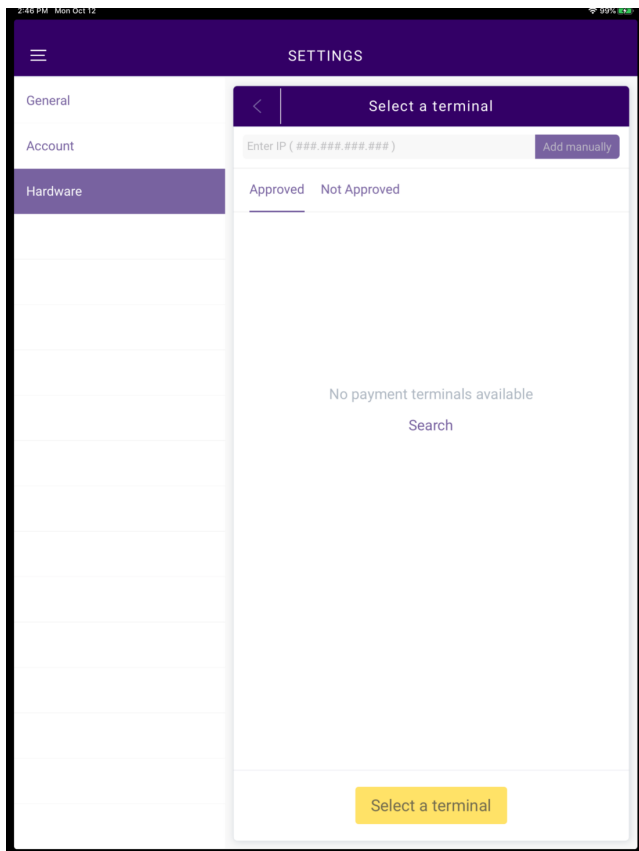 2:46 PM Mon Oct 12
99%
SETTINGS
General
Account
Hardware
Select a terminal
Enter IP ( ###.###.###.### )
Add manually
Approved
Not Approved
No payment terminals available
Search
Select a terminal